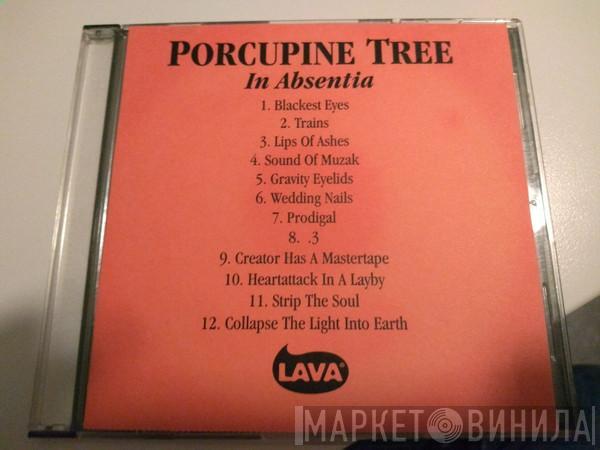 PORCUPINE TREE
In Absentia
1. Blackest Eyes
2. Trains
3. Lips Of Ashes
4. Sound Of Muzak
5. Gravity Eyelids
6. Wedding Nails
7. Prodigal
8. .3
9. Creator Has A Mastertape
10. Heartattack In A Layby
11. Strip The Soul
12. Collapse The Light Into Earth
LAVA®
МАРКЕТ ВИНИЛА